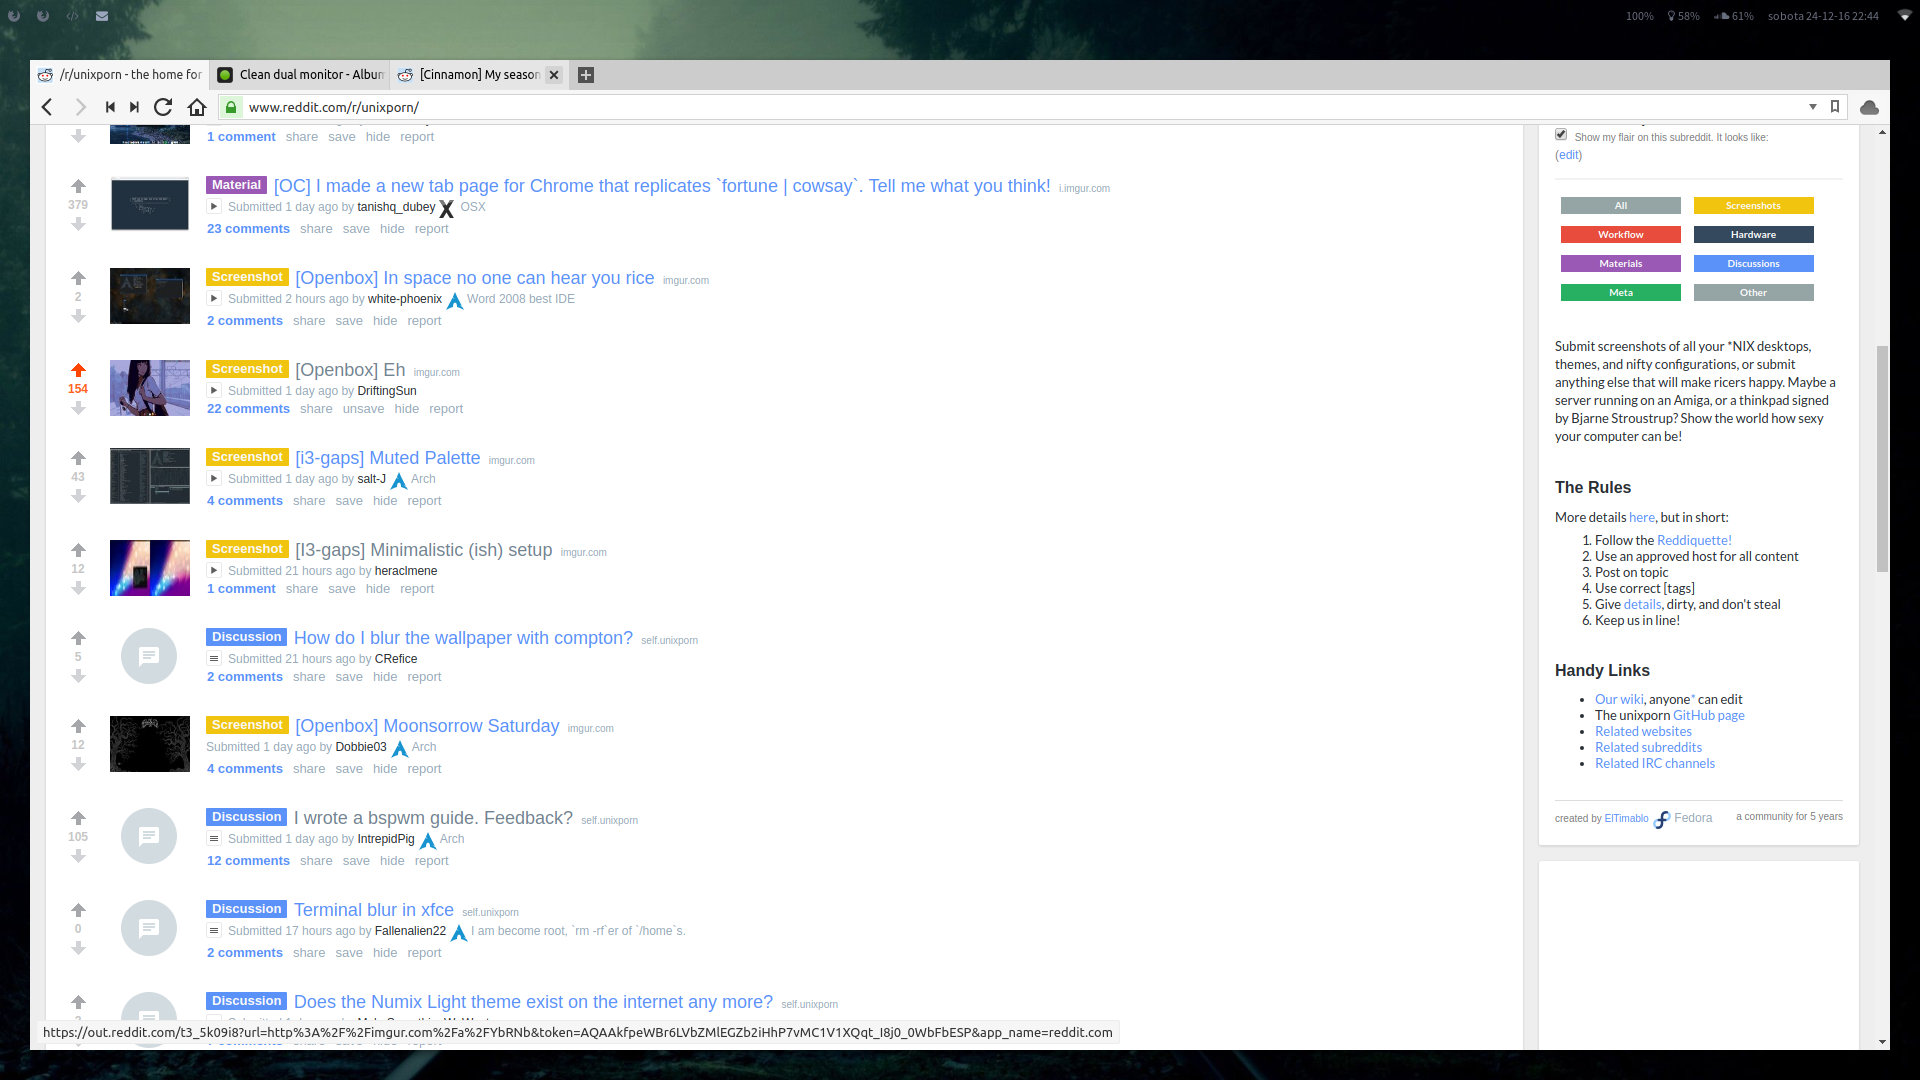 100% 58% 61% sobota 24-12-16 22:44
/r/unixporn - the home for
Clean dual monitor - Album
[Cinnamon] My season
www.reddit.com/r/unixporn/
1 comment share save hide report
379
Material [OC] I made a new tab page for Chrome that replicates `fortune | cowsay`. Tell me what you think! i.imgur.com
Submitted 1 day ago by tanishq_dubey OSX
23 comments share save hide report
2
Screenshot [Openbox] In space no one can hear you rice imgur.com
Submitted 2 hours ago by white-phoenix Word 2008 best IDE
2 comments share save hide report
154
Screenshot [Openbox] Eh imgur.com
Submitted 1 day ago by DriftingSun
22 comments share unsave hide report
43
Screenshot [i3-gaps] Muted Palette imgur.com
Submitted 1 day ago by salt-J Arch
4 comments share save hide report
12
Screenshot [I3-gaps] Minimalistic (ish) setup imgur.com
Submitted 21 hours ago by heraclmene
1 comment share save hide report
5
Discussion How do I blur the wallpaper with compton? self.unixporn
Submitted 21 hours ago by CRefice
2 comments share save hide report
12
Screenshot [Openbox] Moonsorrow Saturday imgur.com
Submitted 1 day ago by Dobbie03 Arch
4 comments share save hide report
105
Discussion I wrote a bspwm guide. Feedback? self.unixporn
Submitted 1 day ago by IntrepidPig Arch
12 comments share save hide report
0
Discussion Terminal blur in xfce self.unixporn
Submitted 17 hours ago by Fallenalien22 I am become root, `rm -rf`er of `/home`s.
2 comments share save hide report
Discussion Does the Numix Light theme exist on the internet any more? self.unixporn
https://out.reddit.com/t3_5k09i8?url=http%3A%2F%2Fimgur.com%2Fa%2FYbRNb&token=AQAAkfpeWBr6LVbZMlEGZb2iHhP7vMC1V1XQqt_I8j0_0WbFbESP&app_name=reddit.com
Show my flair on this subreddit. It looks like:
(edit)
All Screenshots
Workflow Hardware
Materials Discussions
Meta Other
Submit screenshots of all your *NIX desktops,
themes, and nifty configurations, or submit
anything else that will make ricers happy. Maybe a
server running on an Amiga, or a thinkpad signed
by Bjarne Stroustrup? Show the world how sexy
your computer can be!
The Rules
More details here, but in short:
1. Follow the Reddiquette!
2. Use an approved host for all content
3. Post on topic
4. Use correct [tags]
5. Give details, dirty, and don't steal
6. Keep us in line!
Handy Links
• Our wiki, anyone* can edit
• The unixporn GitHub page
• Related websites
• Related subreddits
• Related IRC channels
created by ElTimablo Fedora a community for 5 years